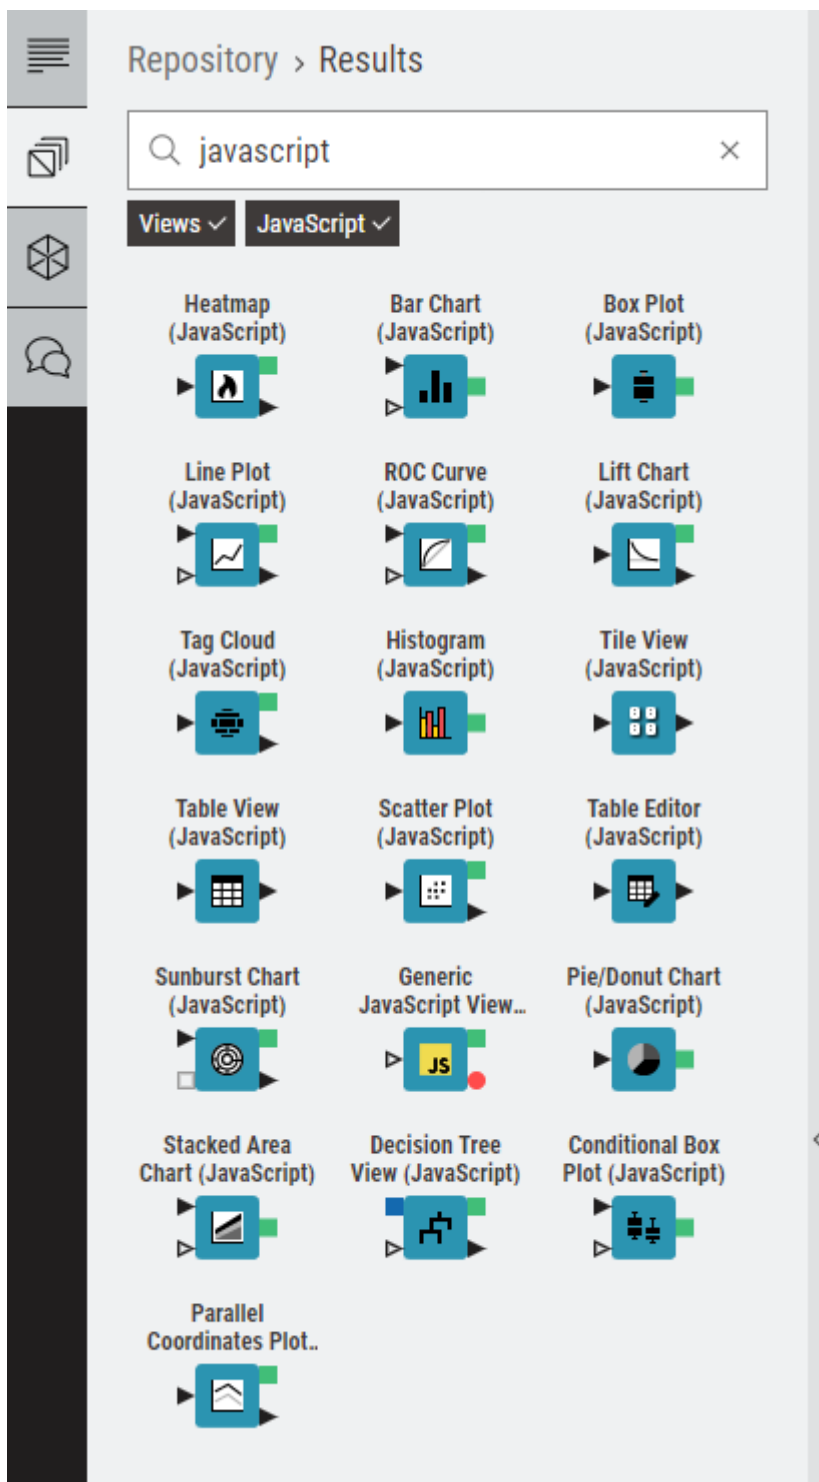 Repository › Results
javascript
Views
JavaScript
Heatmap
(JavaScript)
Bar Chart
(JavaScript)
Box Plot
(JavaScript)
Line Plot
(JavaScript)
ROC Curve
(JavaScript)
Lift Chart
(JavaScript)
Tag Cloud
(JavaScript)
Histogram
(JavaScript)
Tile View
(JavaScript)
Table View
(JavaScript)
Scatter Plot
(JavaScript)
Table Editor
(JavaScript)
Sunburst Chart
(JavaScript)
Generic
JavaScript View…
JS
Pie/Donut Chart
(JavaScript)
Stacked Area
Chart (JavaScript)
Decision Tree
View (JavaScript)
Conditional Box
Plot (JavaScript)
Parallel
Coordinates Plot..